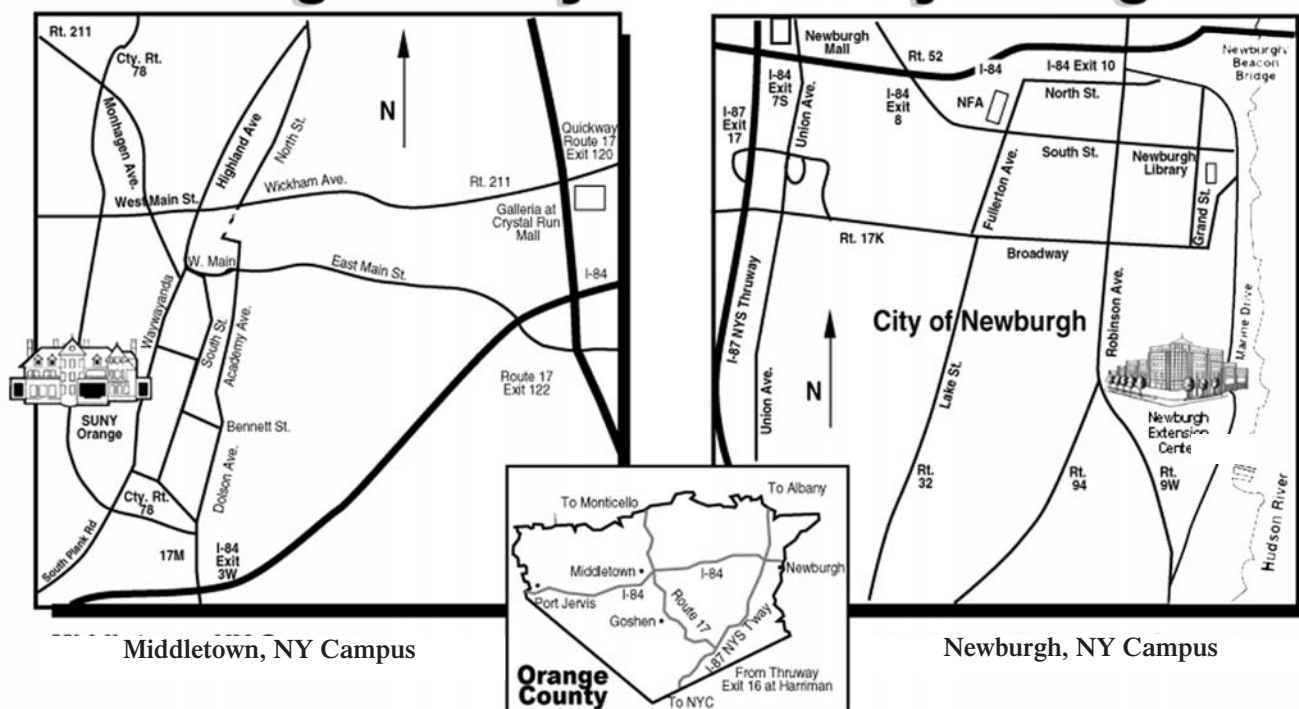 Rt. 211
Cty. Rt.
78
Monhagen Ave.
Highland Ave
North St.
N
Quickway
Route 17
Exit 120
Wickham Ave.
Rt. 211
West Main St.
Galleria at
Crystal Run
Mall
W. Main
East Main St.
I-84
Waywayanda
South St.
Academy Ave.
Route 17
Exit 122
SUNY
Orange
Bennett St.
Dolson Ave.
Cty. Rt.
78
South Plank Rd
17M
I-84
Exit
3W
Middletown, NY Campus
Newburgh
Mall
Rt. 52
I-84
I-84 Exit 10
Newburgh/
Beacon
Bridge
I-84
Exit
7S
Union Ave.
I-84
Exit
8
NFA
North St.
I-87
Exit
17
South St.
Newburgh
Library
Fullerton Ave.
Grand St.
Rt. 17K
Broadway
I-87 NYS Thruway
City of Newburgh
Robinson Ave.
Marine Drive
N
Lake St.
Union Ave.
Newburgh
Extension
Cente
Rt.
32
Rt.
94
Rt.
9W
Hudson River
Newburgh, NY Campus
To Monticello
To Albany
Middletown
I-84
Newburgh
Port Jervis
I-84
Route 17
Goshen
I-87 NYS T'way
Orange
County
From Thruway
Exit 16 at Harriman
To NYC